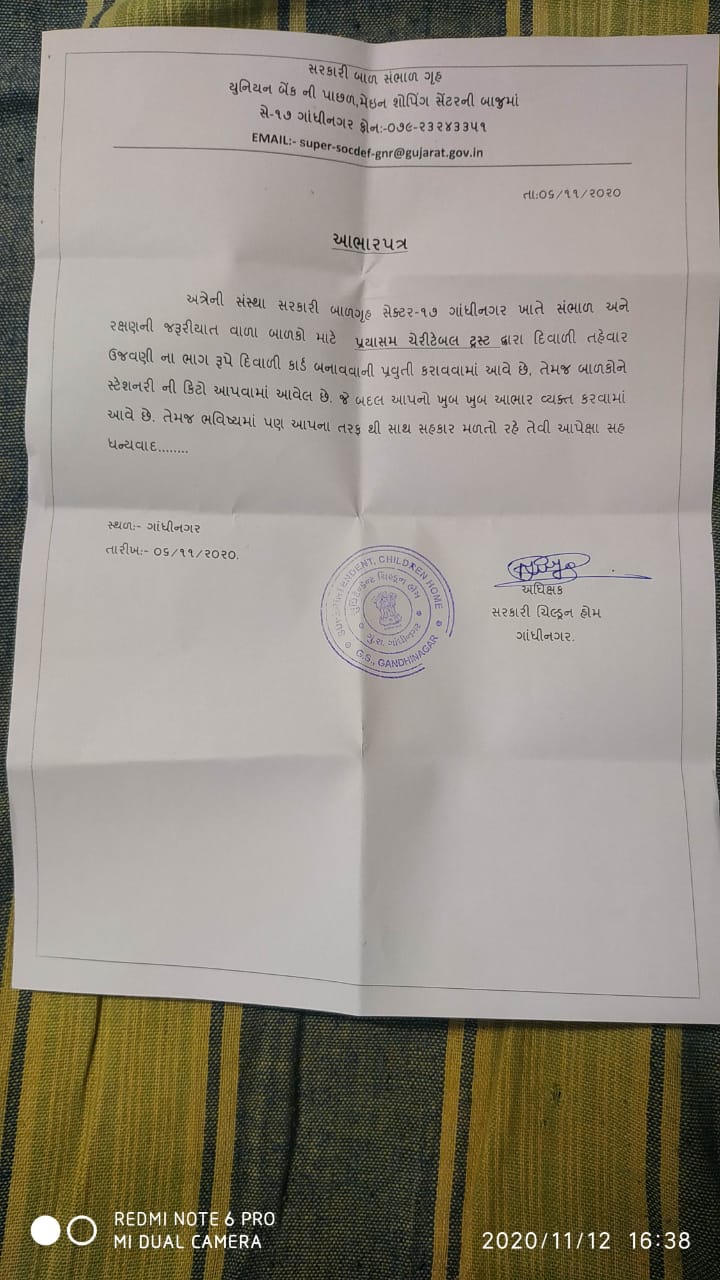 સરકારી બાળ સંભાળ ગૃહ
યુનિયન બેંક ની પાછળ,મેઇન શોપિંગ સેંટરની બાજુમાં
સે-૧૭ ગાંધીનગર ફોન:-૦૭૯-૨૩૨૪૩૩૫૧
EMAIL:- super-socdef-gnr@gujarat.gov.in
તા:૦૬/૧૧/૨૦૨૦
આભારપત્ર
અત્રેની સંસ્થા સરકારી બાળગૃહ સેક્ટર-૧૭ ગાંધીનગર ખાતે સંભાળ અને
રક્ષણની જરૂરીયાત વાળા બાળકો માટે પ્રયાસમ ચેરીટેબલ ટ્રસ્ટ દ્વારા દિવાળી તહેવાર
ઉજવણી ના ભાગ રૂપે દિવાળી કાર્ડ બનાવવાની પ્રવુતી કરાવવામાં આવે છે. તેમજ બાળકોને
સ્ટેશનરી ની કિટો આપવામાં આવેલ છે. જે બદલ આપનો ખુબ ખુબ આભાર વ્યક્ત કરવામાં
આવે છે. તેમજ ભવિષ્યમાં પણ આપના તરફ થી સાથ સહકાર મળતો રહે તેવી આપેક્ષા સહ
ધન્યવાદ........
સ્થળ:- ગાંધીનગર
તારીખ:- ૦૬/૧૧/૨૦૨૦.
SUPERINTENDENT, CHILDREN HOME
ચિલ્ડ્રન હોમ
ગુ.રા. ગાંધીનગર
G.S., GANDHINAGAR
અધિક્ષક
સરકારી ચિલ્ડ્રન હોમ
ગાંધીનગર.
REDMI NOTE 6 PRO
MI DUAL CAMERA
2020/11/12 16:38